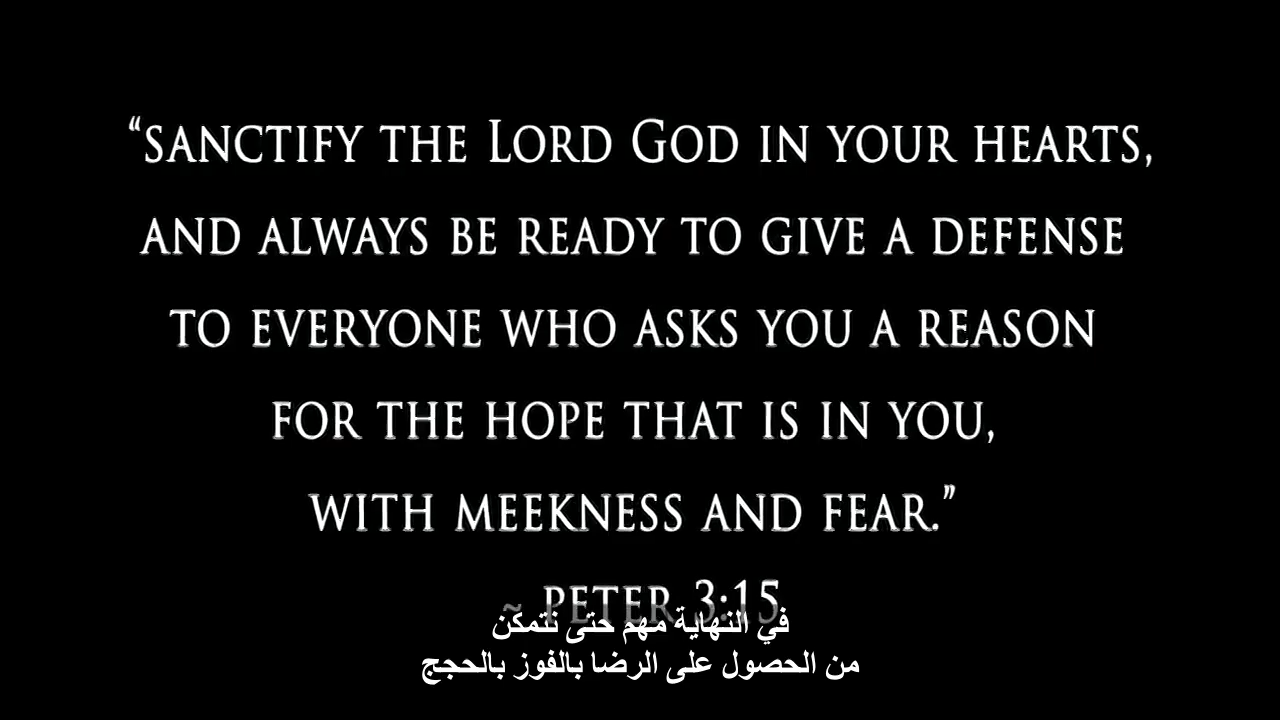 “SANCTIFY THE LORD GOD IN YOUR HEARTS,
AND ALWAYS BE READY TO GIVE A DEFENSE
TO EVERYONE WHO ASKS YOU A REASON
FOR THE HOPE THAT IS IN YOU,
WITH MEEKNESS AND FEAR.”
~ PETER 3:15
في النهاية مهم حتى نتمكن
من الحصول على الرضا بالفوز بالحجج